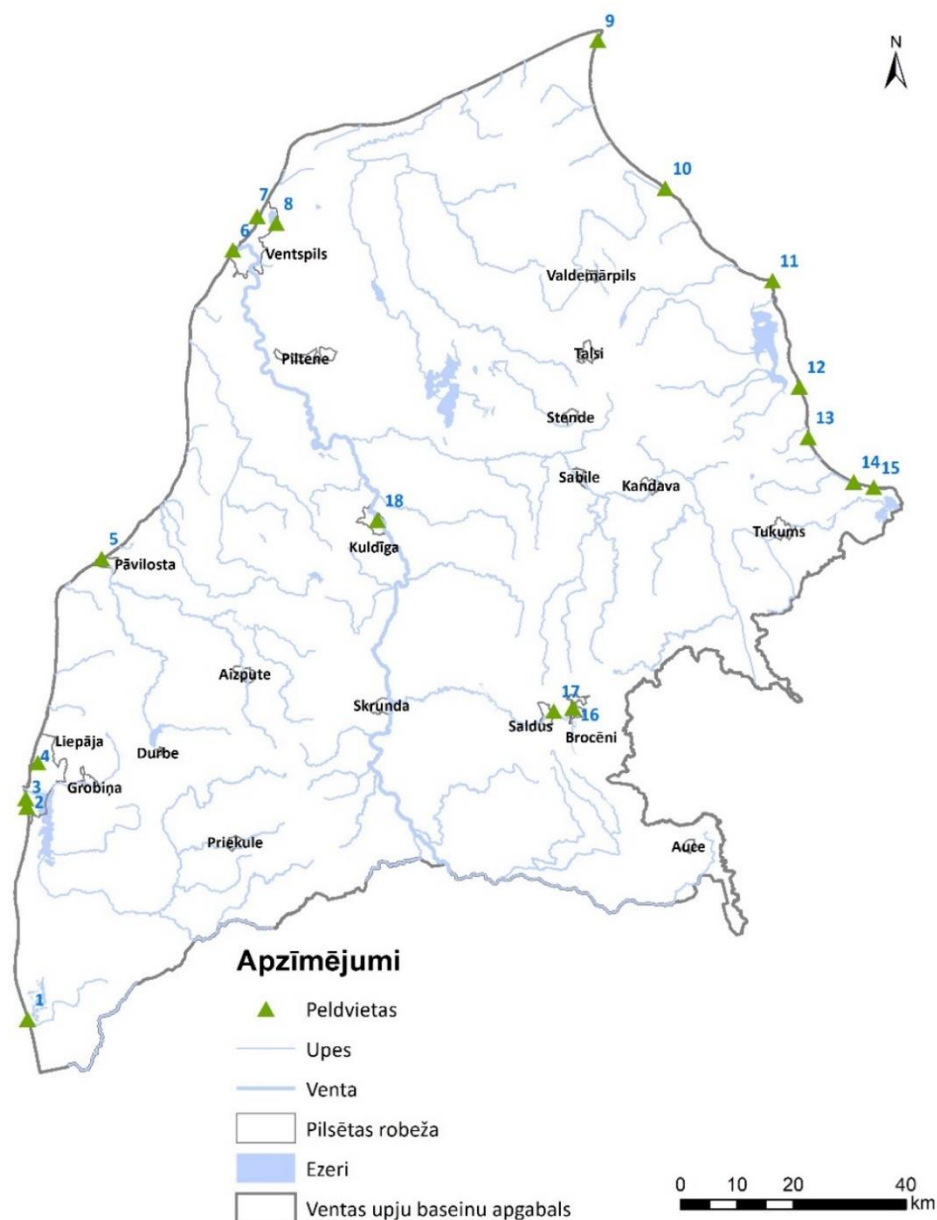 9
N
10
7
8
6
Ventspils
11
Valdemārpils
Piltene
Talsi
12
Stende
13
Sabile
Kandava
14 15
18
Tukums
Kuldīga
5
Pāvilosta
Aizpute
17
Skrunda
Saldus
16
Brocēni
Liepāja
4
Durbe
Grobiņa
3
2
Priekule
Auce
1
Apzīmējumi
Peldvietas
Upes
Venta
Pilsētas robeža
Ezeri
Ventas upju baseinu apgabals
0 10 20 40
km